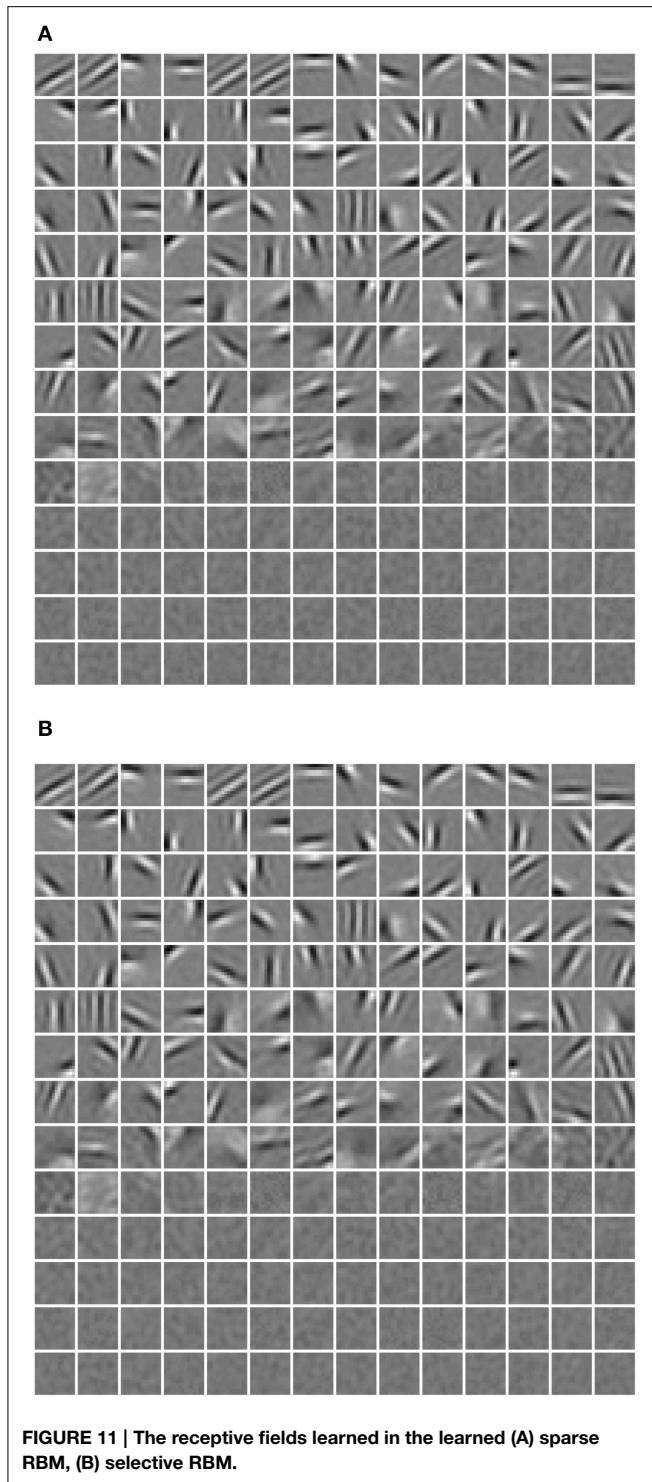 A
B
FIGURE 11 | The receptive fields learned in the learned (A) sparse
RBM, (B) selective RBM.